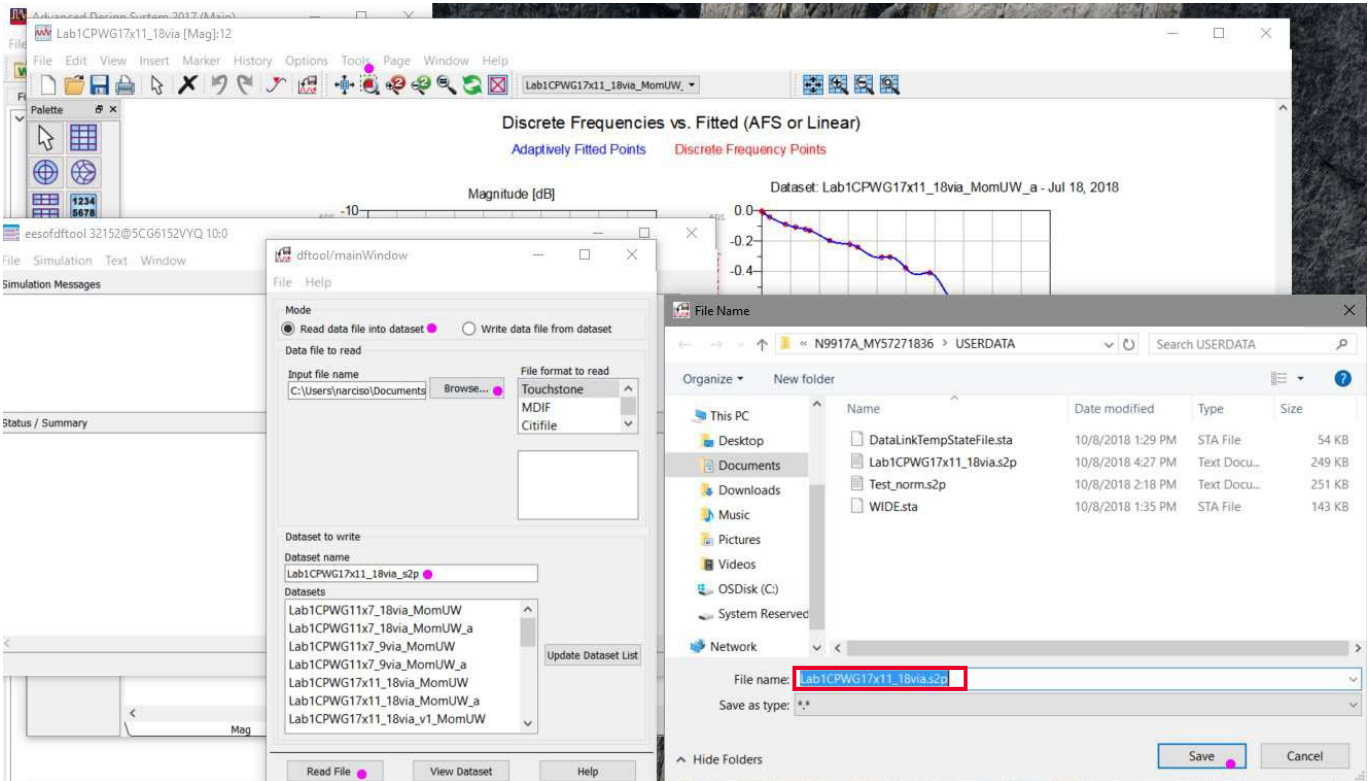 Advanced Design System 2017 (Main)
Lab1CPWG17x11_18via [Mag]:12
File
File Edit View Insert Marker History Options Tools Page Window Help
Lab1CPWG17x11_18via_MomUW_
Palette
1234
5678
Discrete Frequencies vs. Fitted (AFS or Linear)
Adaptively Fitted Points Discrete Frequency Points
Magnitude [dB]
-10
Dataset: Lab1CPWG17x11_18via_MomUW_a - Jul 18, 2018
0.0
-0.2
-0.4
eesofdftool 32152@5CG6152VYQ 10:0
File Simulation Text Window
Simulation Messages
Status / Summary
Mag
dftool/mainWindow
File Help
Mode
Read data file into dataset Write data file from dataset
Data file to read
Input file name File format to read
C:\Users\narciso\Documents Browse... Touchstone
MDIF
Citifile
Dataset to write
Dataset name
Lab1CPWG17x11_18via_s2p
Datasets
Lab1CPWG11x7_18via_MomUW
Lab1CPWG11x7_18via_MomUW_a
Lab1CPWG11x7_9via_MomUW
Lab1CPWG11x7_9via_MomUW_a
Lab1CPWG17x11_18via_MomUW
Lab1CPWG17x11_18via_MomUW_a
Lab1CPWG17x11_18via_v1_MomUW
Update Dataset List
Read File View Dataset Help
File Name
« N9917A_MY57271836 > USERDATA Search USERDATA
Organize New folder
This PC
Desktop
Documents
Downloads
Music
Pictures
Videos
OSDisk (C:)
System Reserved
Network
Name Date modified Type Size
DataLinkTempStateFile.sta 10/8/2018 1:29 PM STA File 54 KB
Lab1CPWG17x11_18via.s2p 10/8/2018 4:27 PM Text Docu... 249 KB
Test_norm.s2p 10/8/2018 2:18 PM Text Docu... 251 KB
WIDE.sta 10/8/2018 1:35 PM STA File 143 KB
File name: Lab1CPWG17x11_18via.s2p
Save as type: *.*
Hide Folders Save Cancel